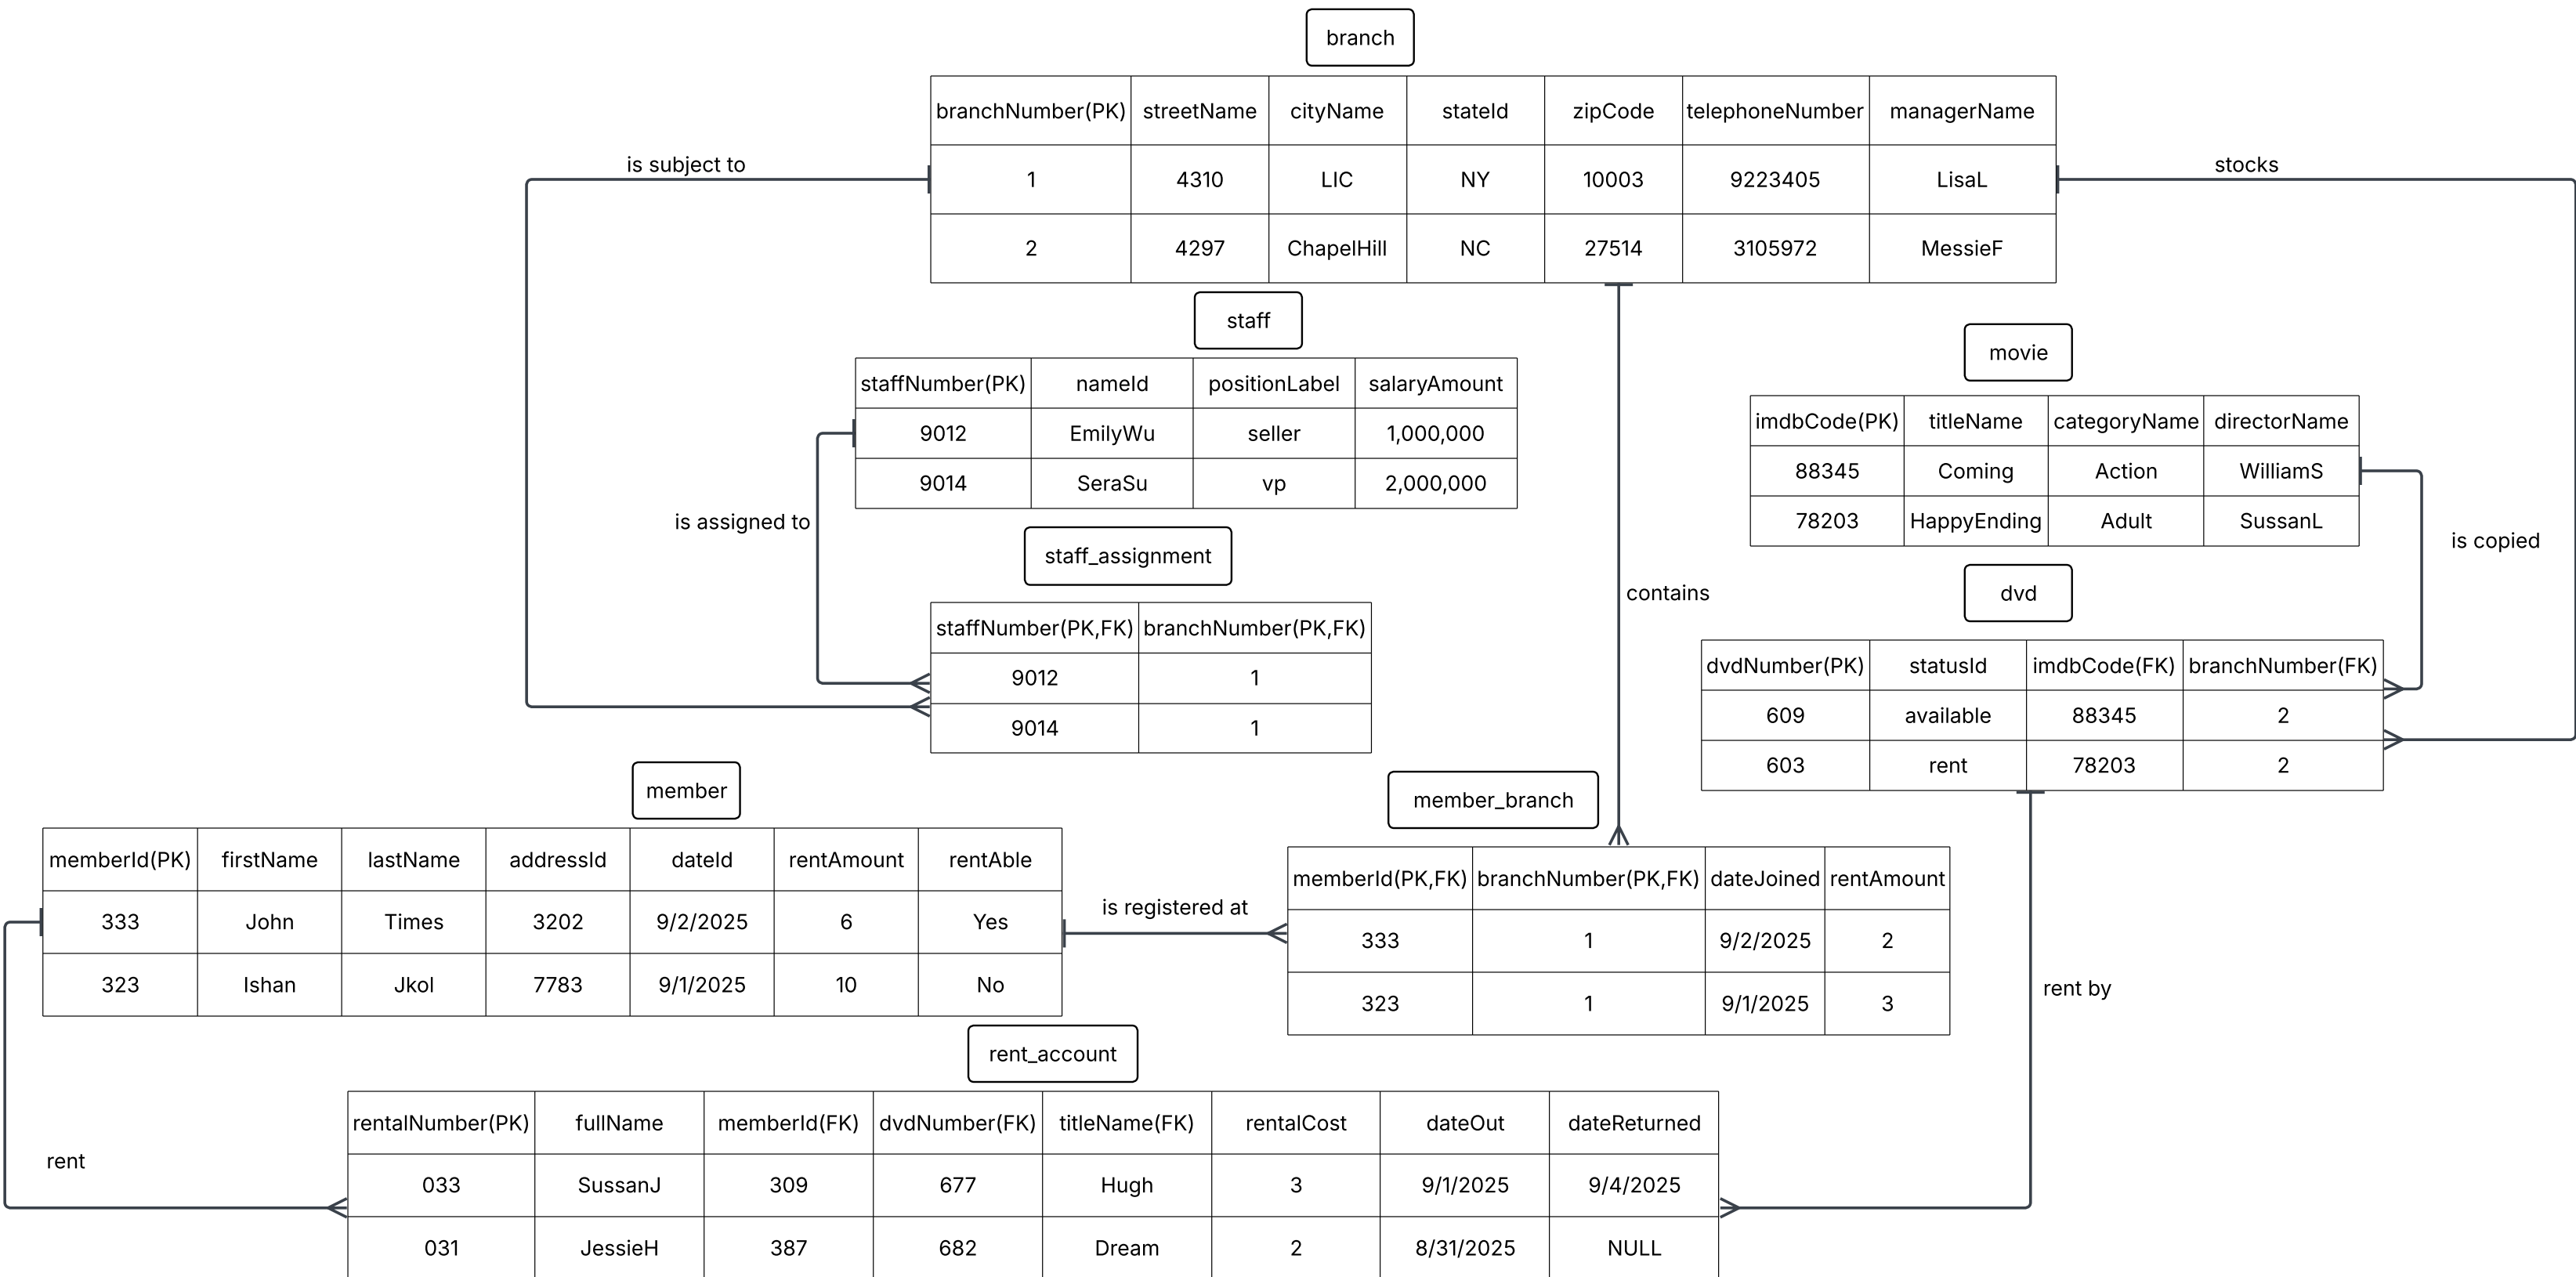 branch
branchNumber(PK) streetName cityName stateId zipCode telephoneNumber managerName
is subject to
stocks
1 4310 LIC NY 10003 9223405 LisaL
2 4297 ChapelHill NC 27514 3105972 MessieF
staff
staffNumber(PK) nameId positionLabel salaryAmount
9012 EmilyWu seller 1,000,000
9014 SeraSu vp 2,000,000
is assigned to
movie
imdbCode(PK) titleName categoryName directorName
88345 Coming Action WilliamS
78203 HappyEnding Adult SussanL
is copied
staff_assignment
staffNumber(PK,FK) branchNumber(PK,FK)
9012 1
9014 1
contains
dvd
dvdNumber(PK) statusId imdbCode(FK) branchNumber(FK)
609 available 88345 2
603 rent 78203 2
member
memberId(PK) firstName lastName addressId dateId rentAmount rentAble
333 John Times 3202 9/2/2025 6 Yes
323 Ishan Jkol 7783 9/1/2025 10 No
is registered at
member_branch
memberId(PK,FK) branchNumber(PK,FK) dateJoined rentAmount
333 1 9/2/2025 2
323 1 9/1/2025 3
rent by
rent_account
rentalNumber(PK) fullName memberId(FK) dvdNumber(FK) titleName(FK) rentalCost dateOut dateReturned
rent
033 SussanJ 309 677 Hugh 3 9/1/2025 9/4/2025
031 JessieH 387 682 Dream 2 8/31/2025 NULL